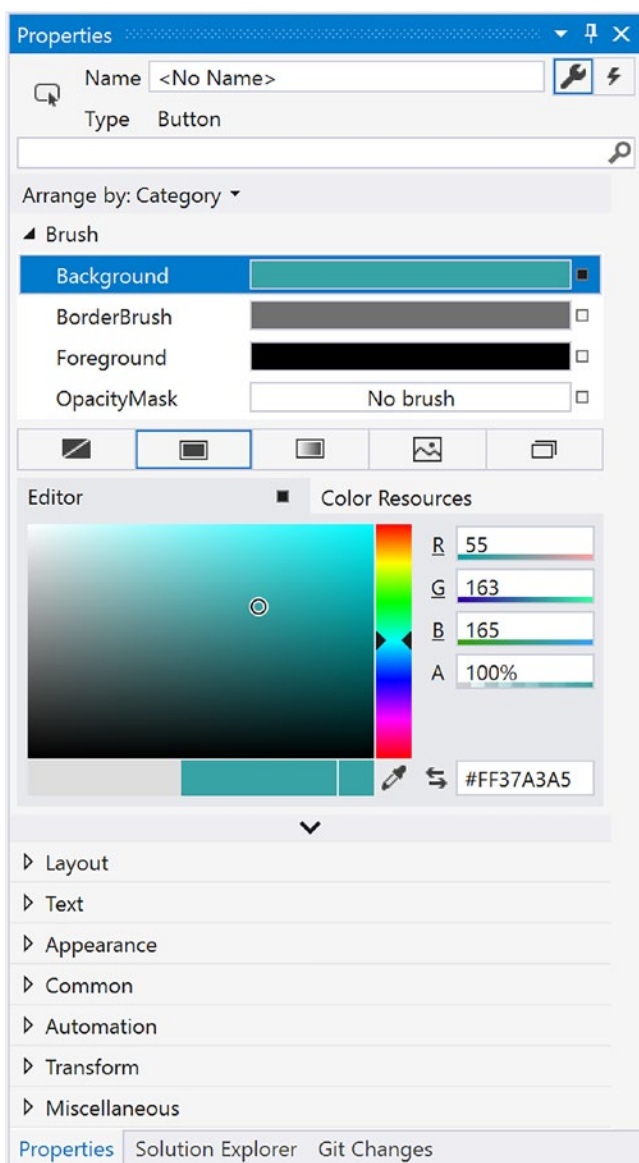 Properties
Name <No Name>
Type Button
Arrange by: Category
Brush
Background
BorderBrush
Foreground
OpacityMask No brush
Editor Color Resources
R 55
G 163
B 165
A 100%
#FF37A3A5
Layout
Text
Appearance
Common
Automation
Transform
Miscellaneous
Properties Solution Explorer Git Changes